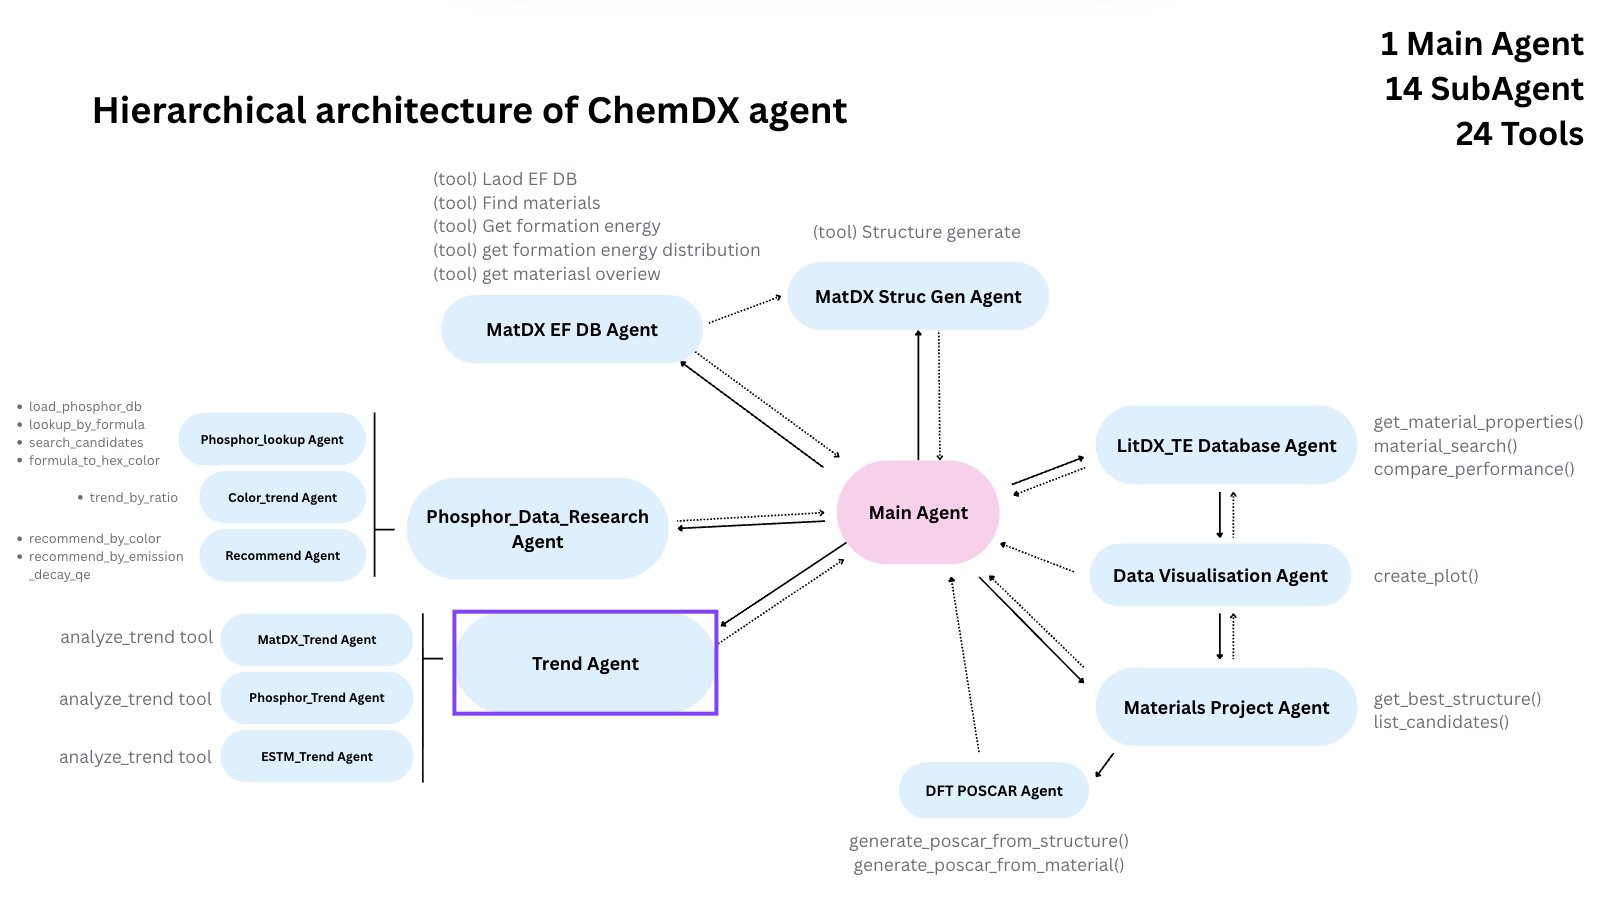 1 Main Agent
14 SubAgent
24 Tools
Hierarchical architecture of ChemDX agent
(tool) Laod EF DB
(tool) Find materials
(tool) Get formation energy
(tool) get formation energy distribution
(tool) get materiasl overiew
(tool) Structure generate
MatDX EF DB Agent
MatDX Struc Gen Agent
• load_phosphor_db
• lookup_by_formula
• search_candidates
• formula_to_hex_color
Phosphor_lookup Agent
• trend_by_ratio
Color_trend Agent
• recommend_by_color
• recommend_by_emission
_decay_qe
Recommend Agent
Phosphor_Data_Research
Agent
Main Agent
LitDX_TE Database Agent
get_material_properties()
material_search()
compare_performance()
Data Visualisation Agent
create_plot()
analyze_trend tool
MatDX_Trend Agent
analyze_trend tool
Phosphor_Trend Agent
analyze_trend tool
ESTM_Trend Agent
Trend Agent
Materials Project Agent
get_best_structure()
list_candidates()
DFT POSCAR Agent
generate_poscar_from_structure()
generate_poscar_from_material()